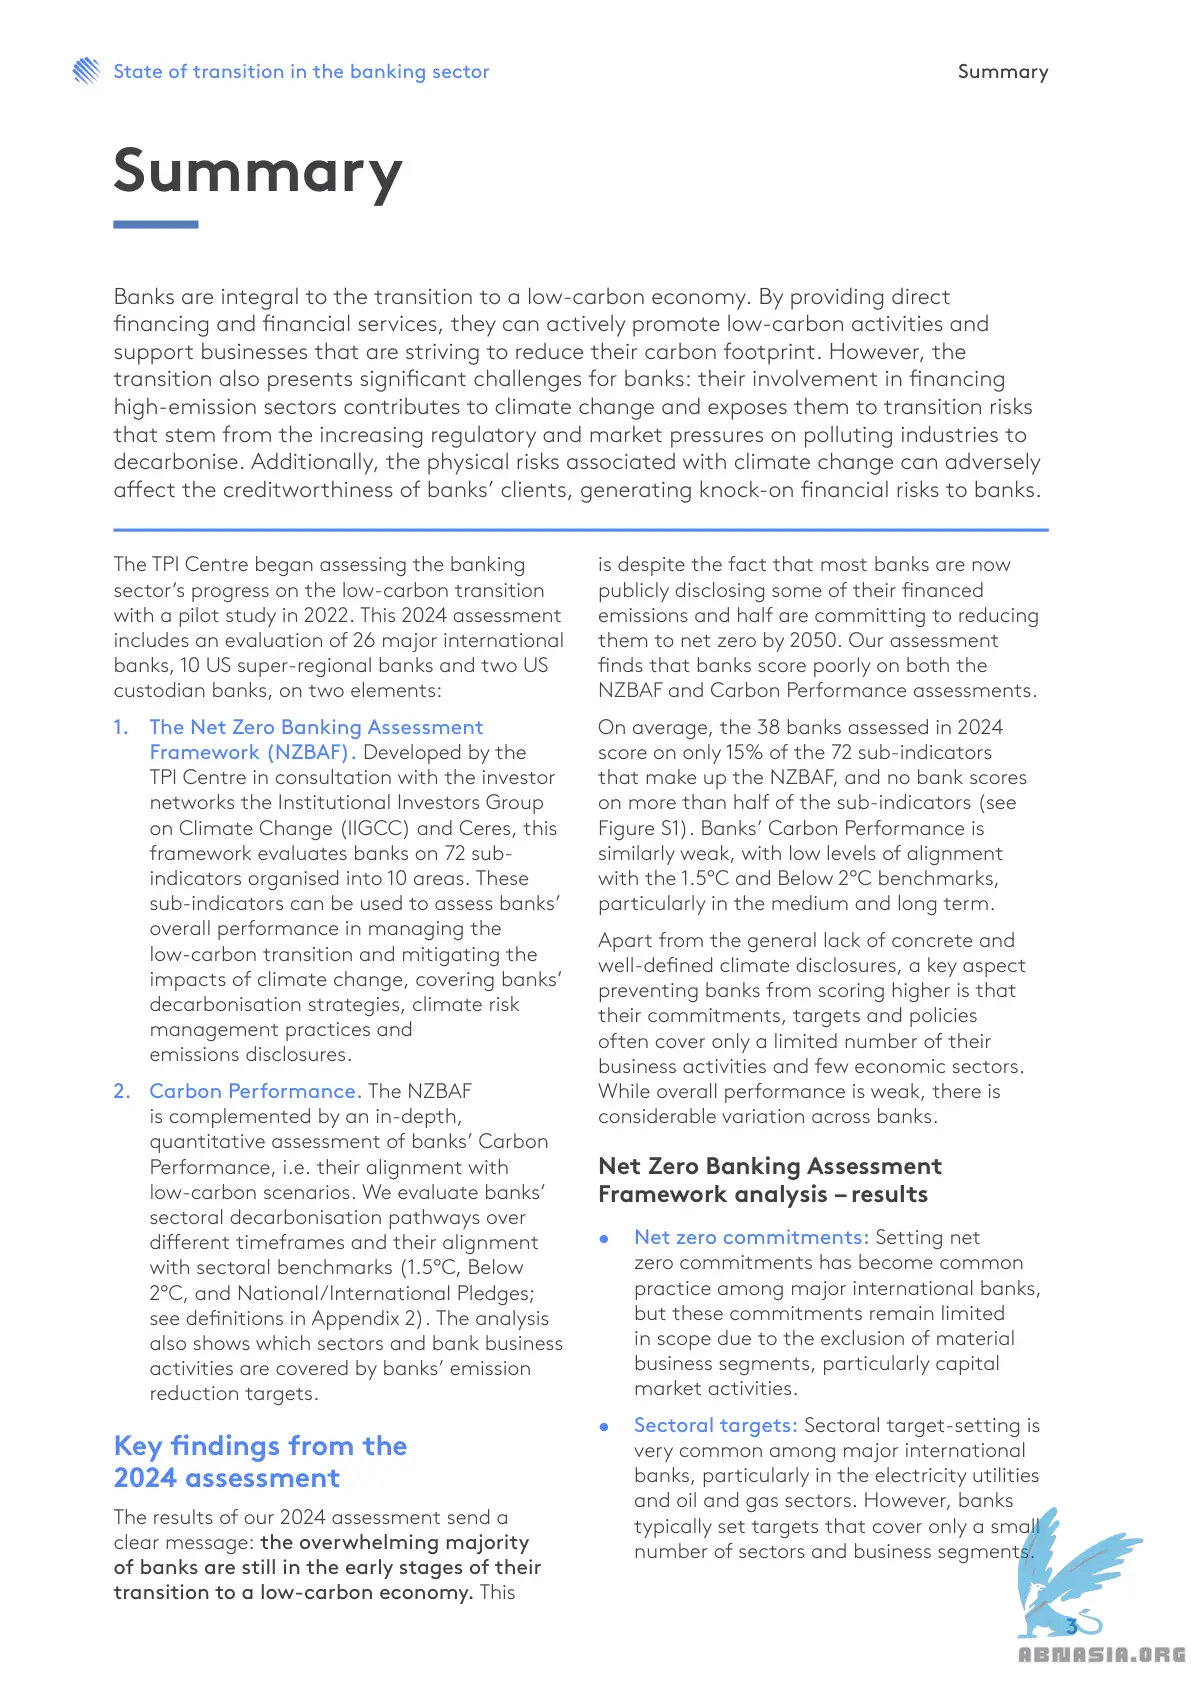 State of transition in the banking sector
Summary
Summary
Banks are integral to the transition to a low-carbon economy. By providing direct
financing and financial services, they can actively promote low-carbon activities and
support businesses that are striving to reduce their carbon footprint. However, the
transition also presents significant challenges for banks: their involvement in financing
high-emission sectors contributes to climate change and exposes them to transition risks
that stem from the increasing regulatory and market pressures on polluting industries to
decarbonise. Additionally, the physical risks associated with climate change can adversely
affect the creditworthiness of banks' clients, generating knock-on financial risks to banks.
The TPI Centre began assessing the banking
sector's progress on the low-carbon transition
with a pilot study in 2022. This 2024 assessment
includes an evaluation of 26 major international
banks, 10 US super-regional banks and two US
custodian banks, on two elements:
1. The Net Zero Banking Assessment
Framework (NZBAF). Developed by the
TPI Centre in consultation with the investor
networks the Institutional Investors Group
on Climate Change (IIGCC) and Ceres, this
framework evaluates banks on 72 sub-
indicators organised into 10 areas. These
sub-indicators can be used to assess banks'
overall performance in managing the
low-carbon transition and mitigating the
impacts of climate change, covering banks'
decarbonisation strategies, climate risk
management practices and
emissions disclosures.
2. Carbon Performance. The NZBAF
is complemented by an in-depth,
quantitative assessment of banks' Carbon
Performance, i.e. their alignment with
low-carbon scenarios. We evaluate banks'
sectoral decarbonisation pathways over
different timeframes and their alignment
with sectoral benchmarks (1.5°C, Below
2°C, and National/International Pledges;
see definitions in Appendix 2). The analysis
also shows which sectors and bank business
activities are covered by banks' emission
reduction targets.
Key findings from the
2024 assessment
The results of our 2024 assessment send a
clear message: the overwhelming majority
of banks are still in the early stages of their
transition to a low-carbon economy. This
is despite the fact that most banks are now
publicly disclosing some of their financed
emissions and half are committing to reducing
them to net zero by 2050. Our assessment
finds that banks score poorly on both the
NZBAF and Carbon Performance assessments.
On average, the 38 banks assessed in 2024
score on only 15% of the 72 sub-indicators
that make up the NZBAF, and no bank scores
on more than half of the sub-indicators (see
Figure S1). Banks' Carbon Performance is
similarly weak, with low levels of alignment
with the 1.5°C and Below 2°C benchmarks,
particularly in the medium and long term.
Apart from the general lack of concrete and
well-defined climate disclosures, a key aspect
preventing banks from scoring higher is that
their commitments, targets and policies
often cover only a limited number of their
business activities and few economic sectors.
While overall performance is weak, there is
considerable variation across banks.
Net Zero Banking Assessment
Framework analysis – results
• Net zero commitments: Setting net
zero commitments has become common
practice among major international banks,
but these commitments remain limited
in scope due to the exclusion of material
business segments, particularly capital
market activities.
• Sectoral targets: Sectoral target-setting is
very common among major international
banks, particularly in the electricity utilities
and oil and gas sectors. However, banks
typically set targets that cover only a small
number of sectors and business segments.
3
ABNASIA.ORG